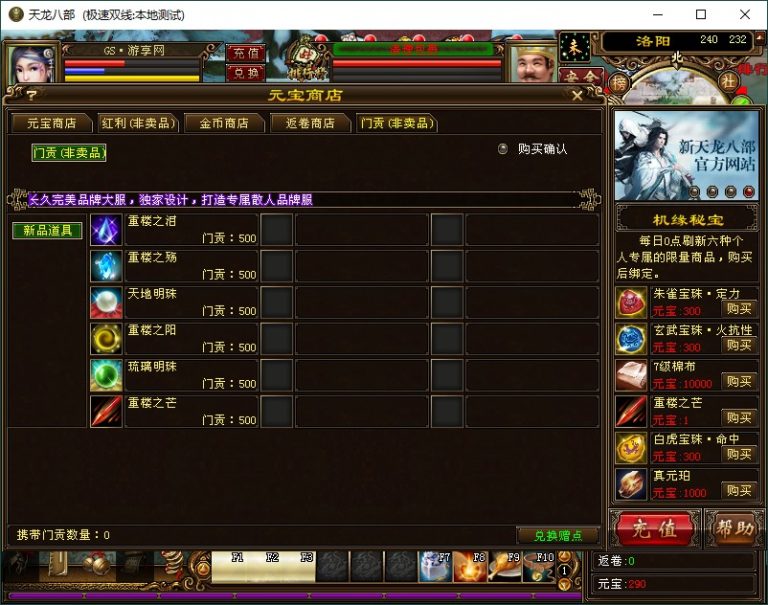 天龙八部 (极速双线:本地测试)
GS·游享网
充值
兑换
未
洛阳 240 232
北
安全
榜
社
排行
? 元宝商店 ×
元宝商店 红利(非卖品) 金币商店 返卷商店 门贡(非卖品)
门贡(非卖品)
购买确认
长久完美品牌大服，独家设计，打造专属散人品牌服
新品道具
重楼之泪
门贡：500
重楼之殇
门贡：500
天地明珠
门贡：500
重楼之阳
门贡：500
琉璃明珠
门贡：500
重楼之芒
门贡：500
携带门贡数量：0
兑换赠点
新天龙八部
官方网站
机缘秘宝
每日0点刷新六种个
人专属的限量商品，购买
后绑定。
朱雀宝珠·定力
元宝:300 购买
玄武宝珠·火抗性
元宝:300 购买
7级棉布
元宝:10000 购买
重楼之芒
元宝:1 购买
白虎宝珠·命中
元宝:300 购买
真元珀
元宝:1000 购买
充值 帮助
F1 F2 F3 F7 F8 F9 F10
1
返卷:0
元宝:290